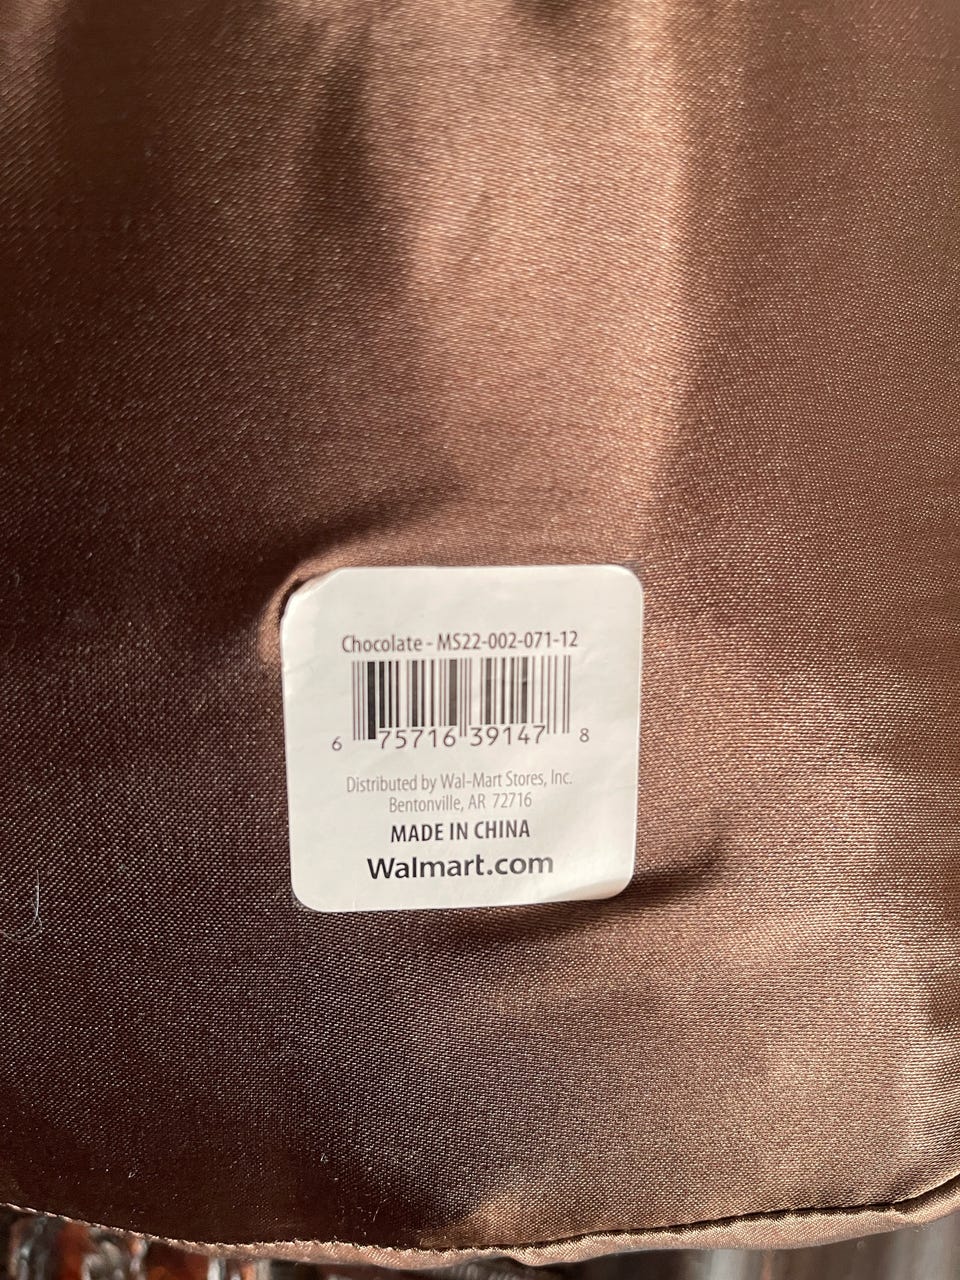 Chocolate - MS22-002-071-12
6 75716 39147 8
Distributed by Wal-Mart Stores, Inc.
Bentonville, AR 72716
MADE IN CHINA
Walmart.com